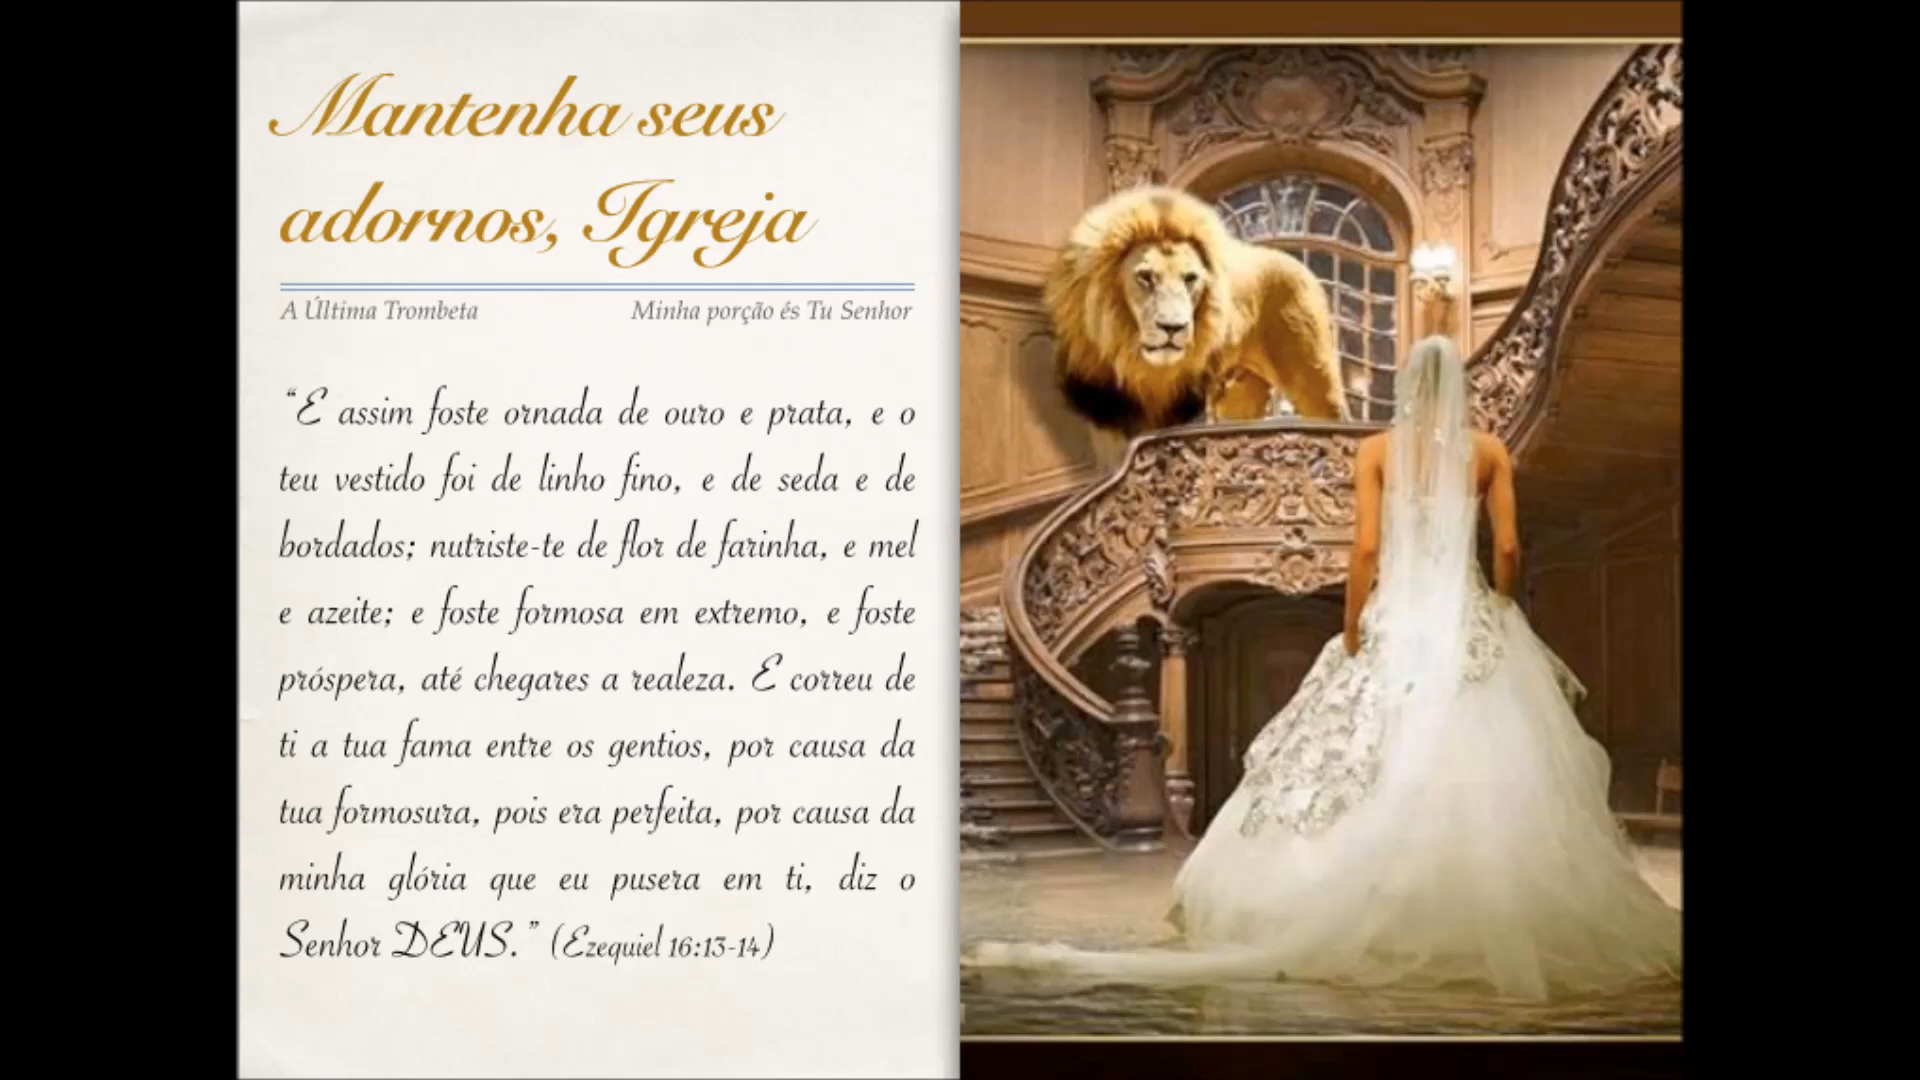 Mantenha seus
adornos, Igreja
A Última Trombeta Minha porção és Tu Senhor
“E assim foste ornada de ouro e prata, e o
teu vestido foi de linho fino, e de seda e de
bordados; nutriste-te de flor de farinha, e mel
e azeite; e foste formosa em extremo, e foste
próspera, até chegares a realeza. E correu de
ti a tua fama entre os gentios, por causa da
tua formosura, pois era perfeita, por causa da
minha glória que eu pusera em ti, diz o
Senhor DEUS.” (Ezequiel 16:13-14)